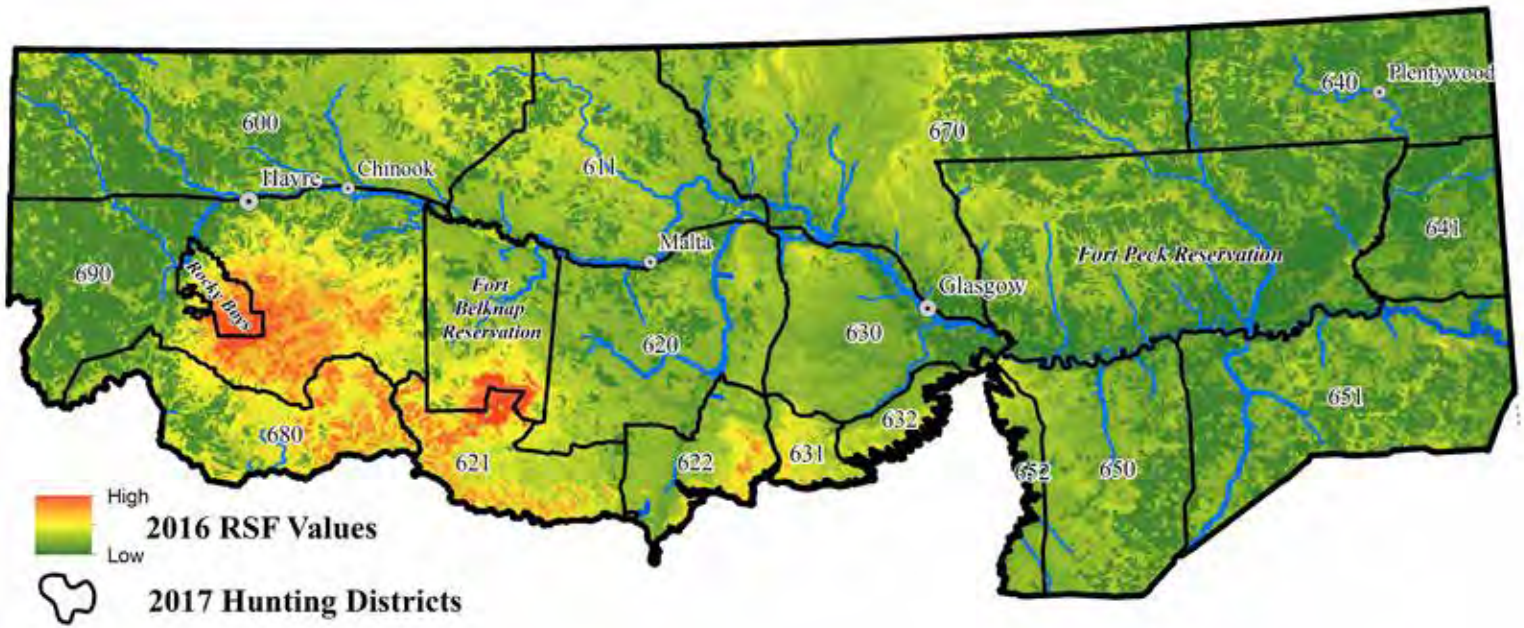 640
Plentywood
600
670
Chinook
Havre
611
641
Malta
Fort Peck Reservation
690
Rocky Boys
Fort
Belknap
Reservation
Glasgow
620
630
651
632
680
621
622
631
652
650
High
2016 RSF Values
Low
2017 Hunting Districts